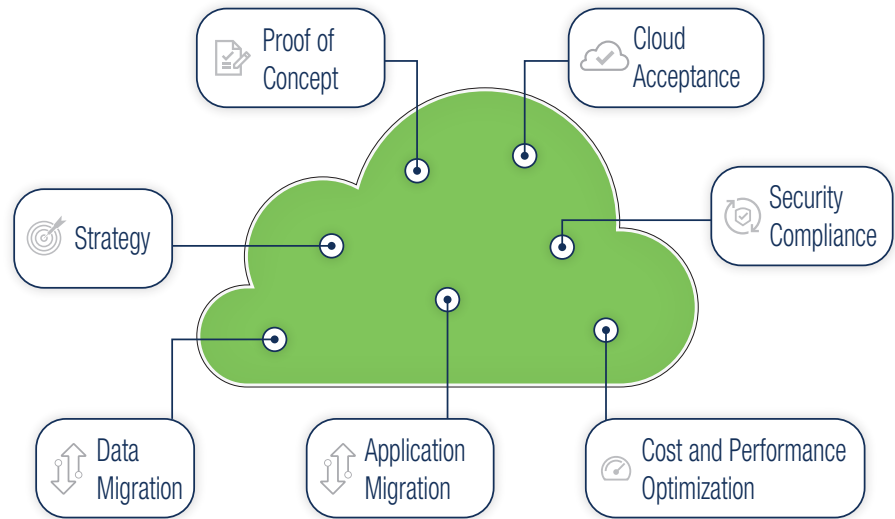 Proof of
Concept
Cloud
Acceptance
Strategy
Security
Compliance
Data
Migration
Application
Migration
Cost and Performance
Optimization